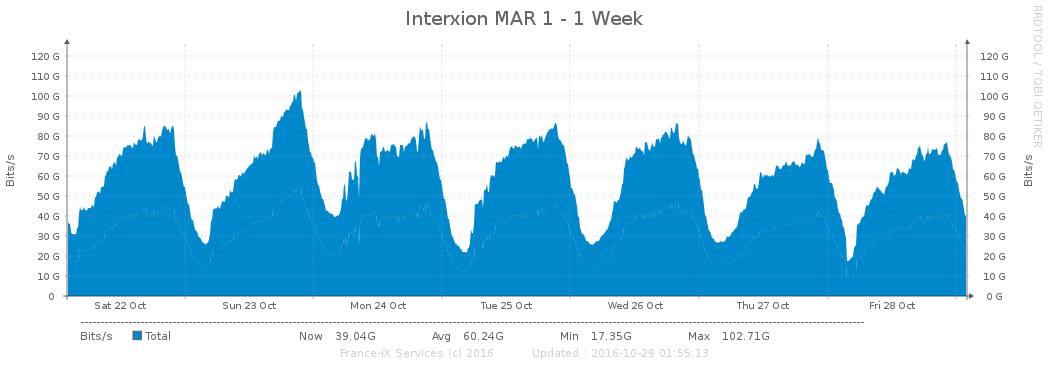 Interxion MAR 1 - 1 Week
RRDTOOL / TOBI OETIKER
120 G 120 G
110 G 110 G
100 G 100 G
90 G 90 G
80 G 80 G
70 G 70 G
60 G 60 G
50 G 50 G
40 G 40 G
30 G 30 G
20 G 20 G
10 G 10 G
0 0 G
Bits/s
Bits/s
Sat 22 Oct Sun 23 Oct Mon 24 Oct Tue 25 Oct Wed 26 Oct Thu 27 Oct Fri 28 Oct
Bits/s Total Now 39.04G Avg 60.24G Min 17.35G Max 102.71G
France-IX Services (c) 2016 Updated : 2016-10-29 01:55:13